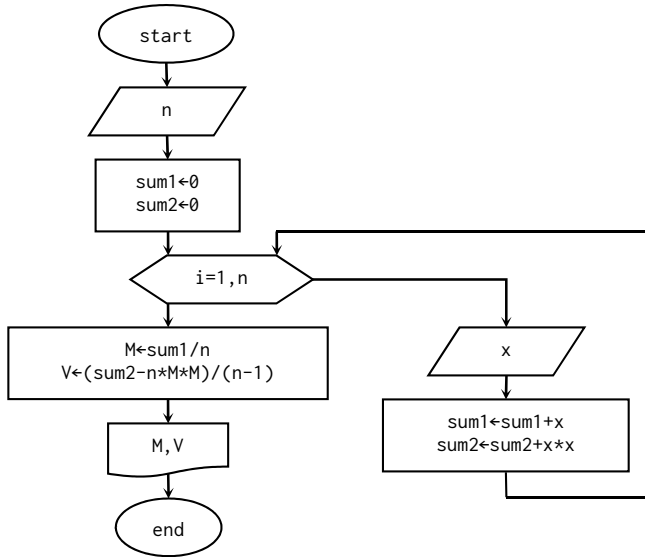 start
n
sum1←0
sum2←0
i=1,n
M←sum1/n
V←(sum2-n*M*M)/(n-1)
M,V
end
x
sum1←sum1+x
sum2←sum2+x*x